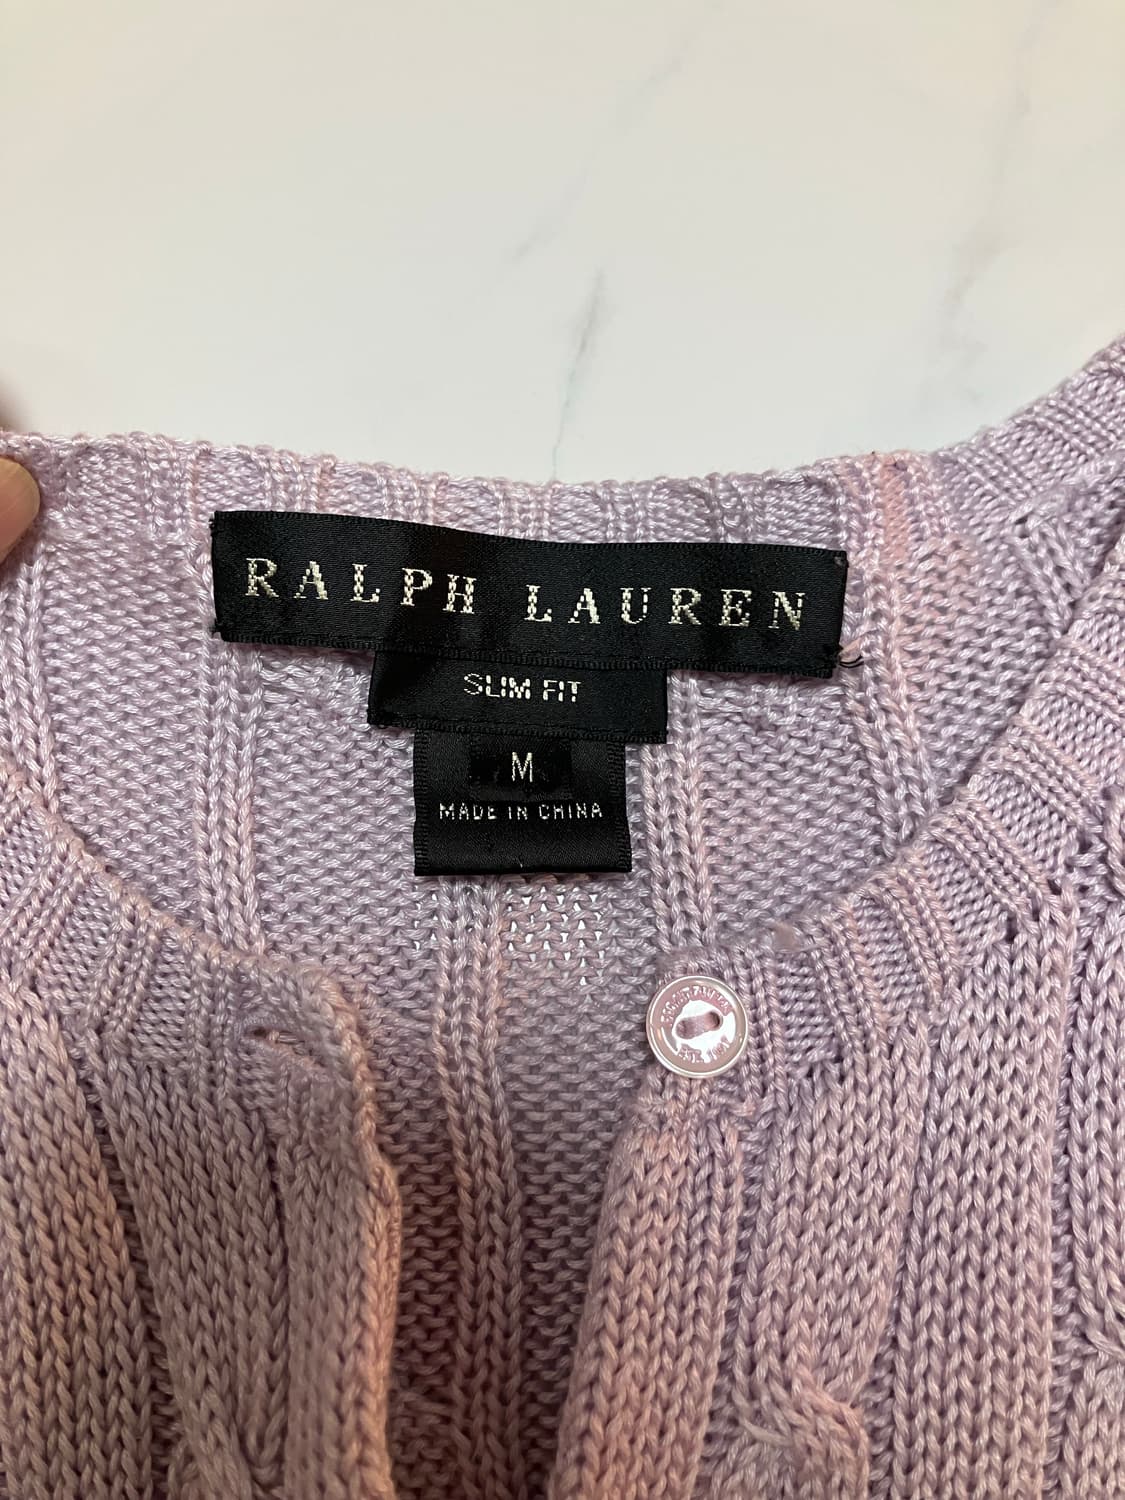 RALPH LAUREN
SLIM FIT
M
MADE IN CHINA